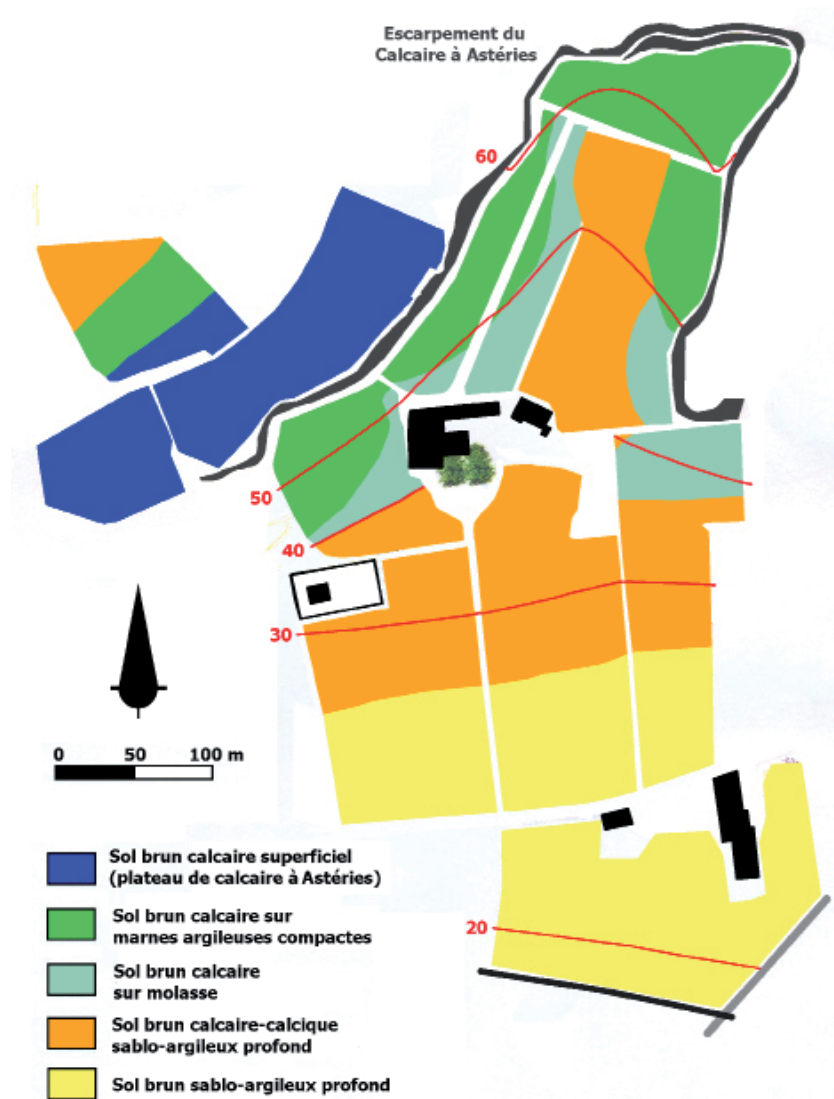 Escarpement du
Calcaire à Astéries
60
50
40
30
0 50 100 m
20
Sol brun calcaire superficiel
(plateau de calcaire à Astéries)
Sol brun calcaire sur
marnes argileuses compactes
Sol brun calcaire
sur molasse
Sol brun calcaire-calcique
sablo-argileux profond
Sol brun sablo-argileux profond